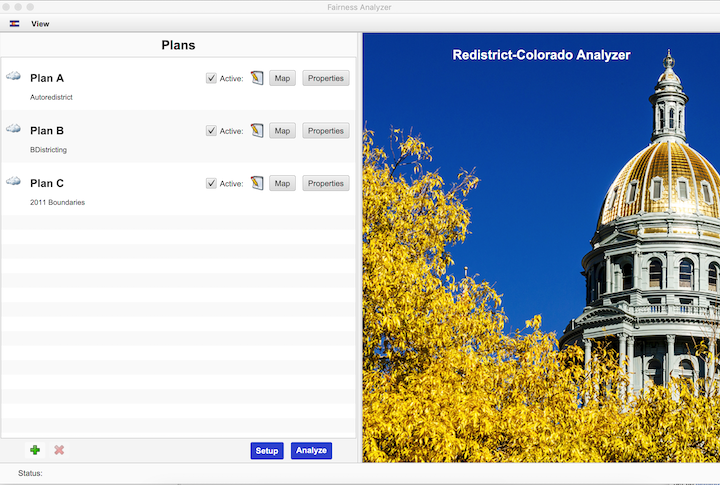 Fairness Analyzer
View
Plans
Redistrict-Colorado Analyzer
Plan A
Active:
Map
Properties
Autoredistrict
Plan B
Active:
Map
Properties
BDistricting
Plan C
Active:
Map
Properties
2011 Boundaries
Setup
Analyze
Status: